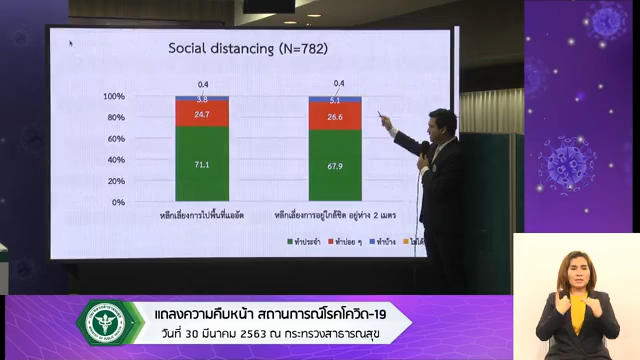 Social distancing (N=782)
0.4
0.4
100%
3.8
5.1
80%
24.7
26.6
60%
40%
71.1
67.9
20%
0%
หลีกเลี่ยงการไปพื้นที่แออัด
หลีกเลี่ยงการอยู่ใกล้ชิด อยู่ห่าง 2 เมตร
ทำประจำ ทำบ่อย ๆ ทำบ้าง ไม่ได้
แถลงความคืบหน้า สถานการณ์โรคโควิด-19
วันที่ 30 มีนาคม 2563 ณ กระทรวงสาธารณสุข